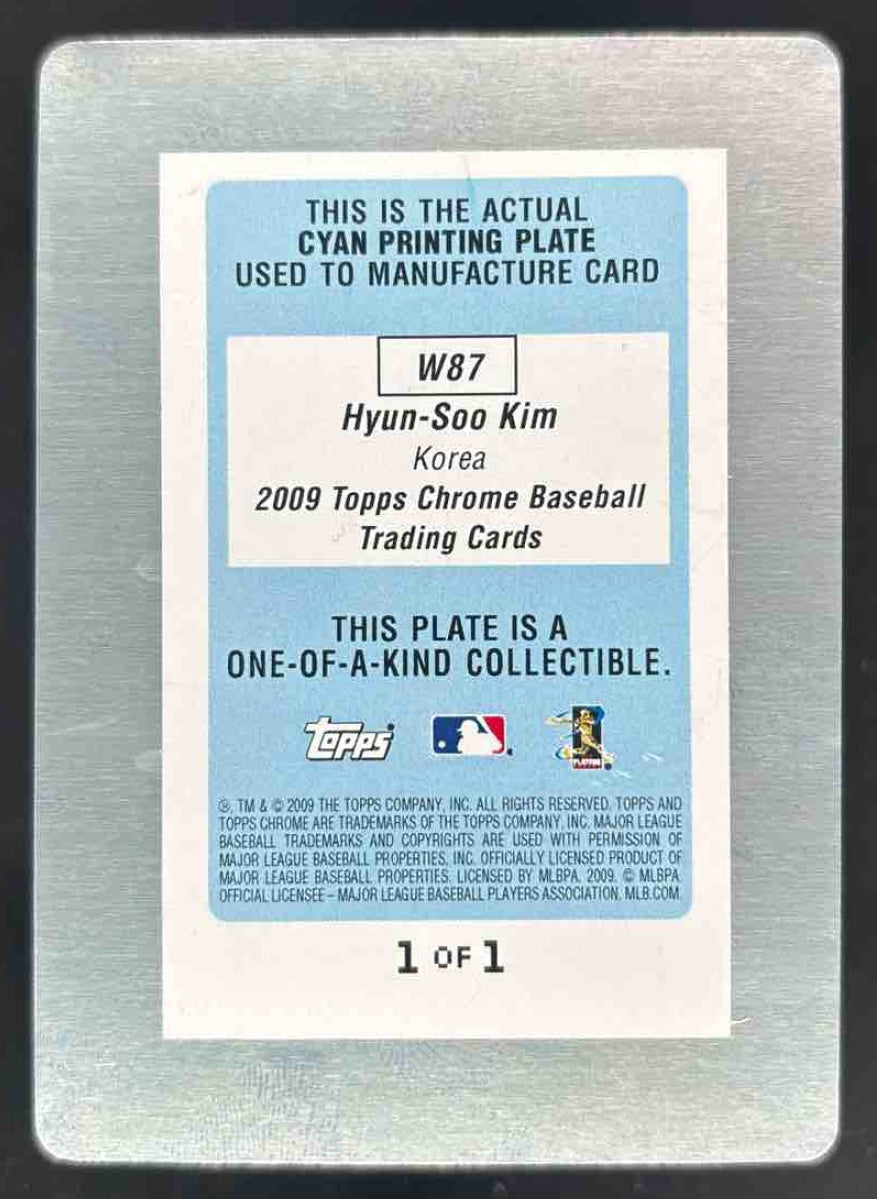 THIS IS THE ACTUAL
CYAN PRINTING PLATE
USED TO MANUFACTURE CARD
W87
Hyun-Soo Kim
Korea
2009 Topps Chrome Baseball
Trading Cards
THIS PLATE IS A
ONE-OF-A-KIND COLLECTIBLE.
topps
PLAYERS
®, TM & © 2009 THE TOPPS COMPANY, INC. ALL RIGHTS RESERVED. TOPPS AND
TOPPS CHROME ARE TRADEMARKS OF THE TOPPS COMPANY, INC. MAJOR LEAGUE
BASEBALL TRADEMARKS AND COPYRIGHTS ARE USED WITH PERMISSION OF
MAJOR LEAGUE BASEBALL PROPERTIES, INC. OFFICIALLY LICENSED PRODUCT OF
MAJOR LEAGUE BASEBALL PROPERTIES. LICENSED BY MLBPA. 2009. © MLBPA
OFFICIAL LICENSEE – MAJOR LEAGUE BASEBALL PLAYERS ASSOCIATION. MLB.COM.
1 OF 1